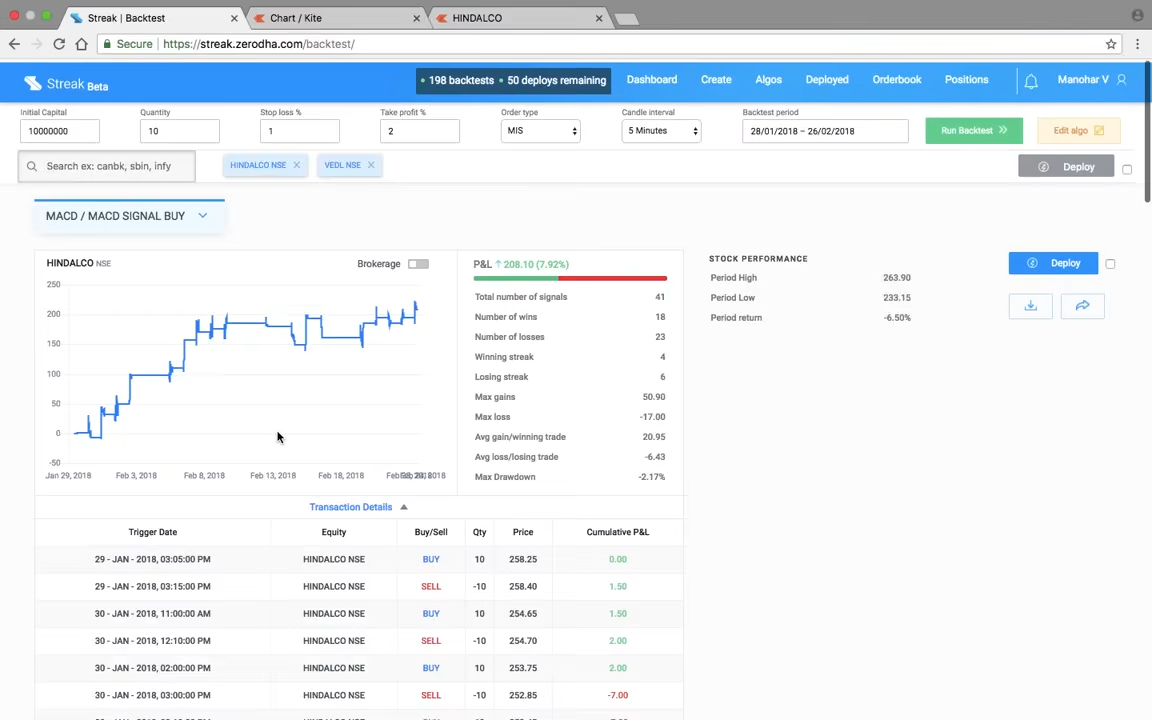 Streak | Backtest
Chart / Kite
HINDALCO
Secure | https://streak.zerodha.com/backtest/
Streak Beta
• 198 backtests • 50 deploys remaining
Dashboard
Create
Algos
Deployed
Orderbook
Positions
Manohar V
Initial Capital
Quantity
Stop loss %
Take profit %
Order type
Candle interval
Backtest period
10000000
10
1
2
MIS
5 Minutes
28/01/2018 – 26/02/2018
Run Backtest
Edit algo
Search ex: canbk, sbin, infy
HINDALCO NSE
VEDL NSE
Deploy
MACD / MACD SIGNAL BUY
HINDALCO NSE
Brokerage
250
200
150
100
50
0
-50
Jan 29, 2018
Feb 3, 2018
Feb 8, 2018
Feb 13, 2018
Feb 18, 2018
P&L ↑ 208.10 (7.92%)
Total number of signals 41
Number of wins 18
Number of losses 23
Winning streak 4
Losing streak 6
Max gains 50.90
Max loss -17.00
Avg gain/winning trade 20.95
Avg loss/losing trade -6.43
Max Drawdown -2.17%
STOCK PERFORMANCE
Period High 263.90
Period Low 233.15
Period return -6.50%
Deploy
Transaction Details
Trigger Date Equity Buy/Sell Qty Price Cumulative P&L
29 - JAN - 2018, 03:05:00 PM HINDALCO NSE BUY 10 258.25 0.00
29 - JAN - 2018, 03:15:00 PM HINDALCO NSE SELL -10 258.40 1.50
30 - JAN - 2018, 11:00:00 AM HINDALCO NSE BUY 10 254.65 1.50
30 - JAN - 2018, 12:10:00 PM HINDALCO NSE SELL -10 254.70 2.00
30 - JAN - 2018, 02:00:00 PM HINDALCO NSE BUY 10 253.75 2.00
30 - JAN - 2018, 03:00:00 PM HINDALCO NSE SELL -10 252.85 -7.00